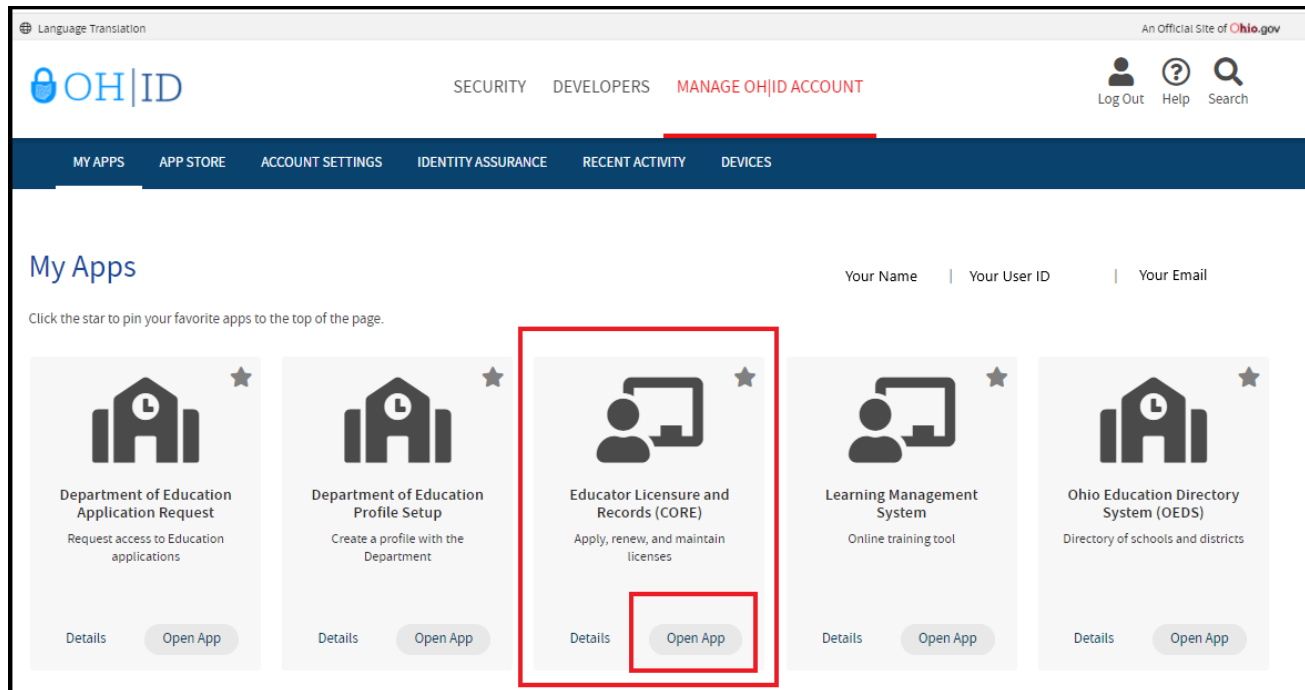 Language Translation
An Official Site of Ohio.gov
OH|ID
SECURITY DEVELOPERS MANAGE OH|ID ACCOUNT
Log Out Help Search
MY APPS APP STORE ACCOUNT SETTINGS IDENTITY ASSURANCE RECENT ACTIVITY DEVICES
My Apps
Your Name | Your User ID | Your Email
Click the star to pin your favorite apps to the top of the page.
Department of Education
Application Request
Request access to Education
applications
Details Open App
Department of Education
Profile Setup
Create a profile with the
Department
Details Open App
Educator Licensure and
Records (CORE)
Apply, renew, and maintain
licenses
Details Open App
Learning Management
System
Online training tool
Details Open App
Ohio Education Directory
System (OEDS)
Directory of schools and districts
Details Open App